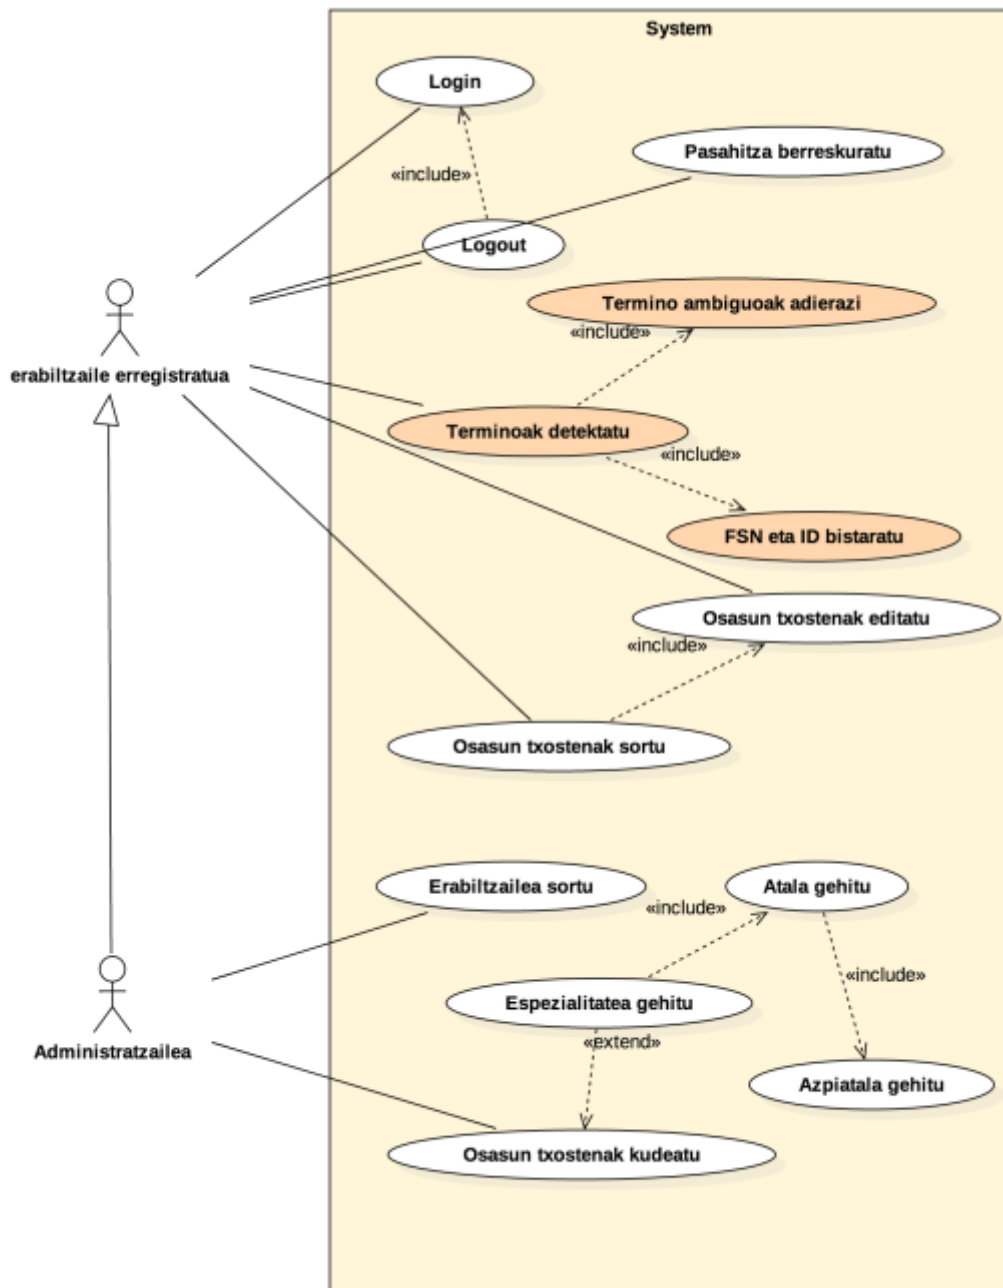 System
Login
Pasahitza berreskuratu
«include»
Logout
Termino ambiguoak adierazi
«include»
erabiltzaile erregistratua
Terminoak detektatu
«include»
FSN eta ID bistaratu
Osasun txostenak editatu
«include»
Osasun txostenak sortu
Erabiltzailea sortu
Atala gehitu
«include»
«include»
Espezialitatea gehitu
«extend»
Administratzailea
Azpiatala gehitu
Osasun txostenak kudeatu